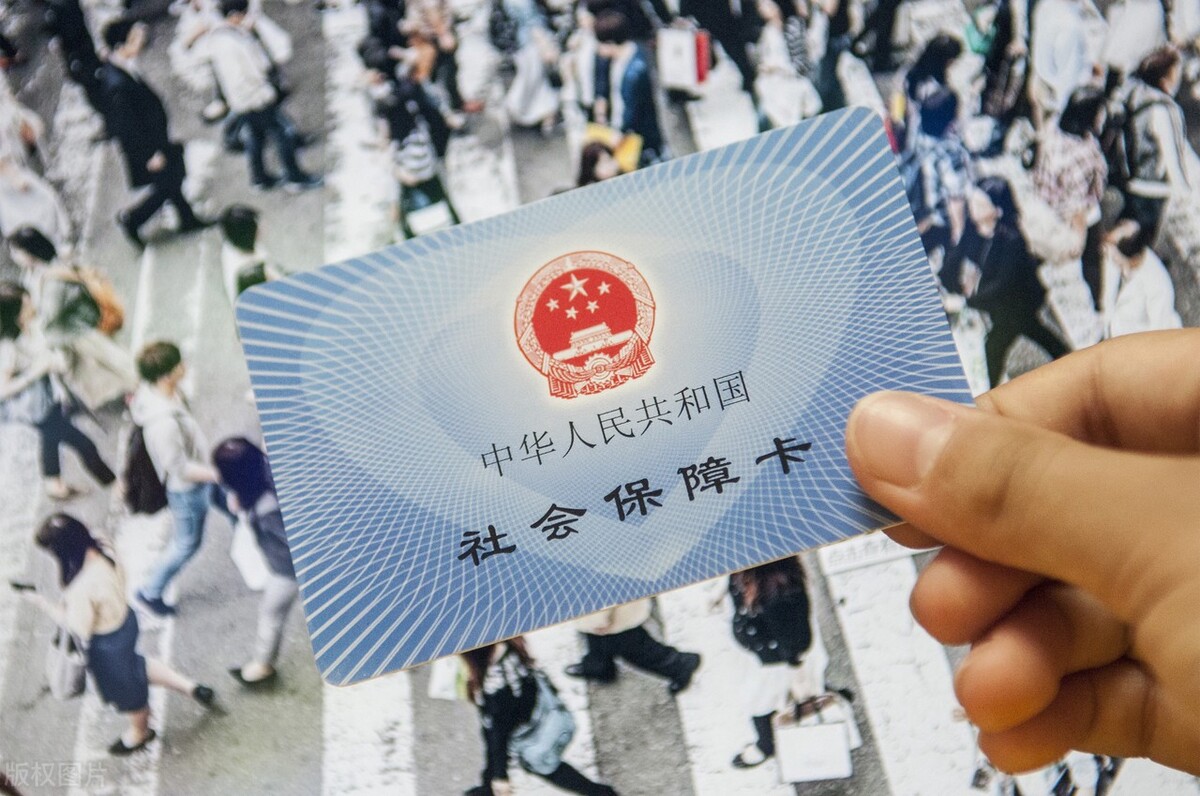 中华人民共和国
社会保障卡
版权图片